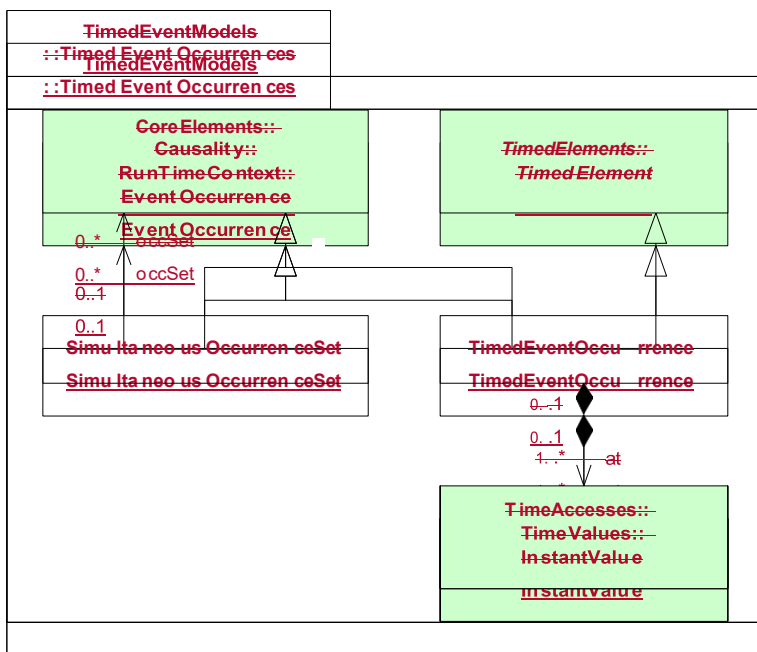 TimedEventModels
::Timed Event Occurren ces
TimedEventModels
::Timed Event Occurren ces
CoreElements::
Causality::
RunTimeContext::
Event Occurren ce
Event Occurren ce
TimedElements::
Timed Element
0..* occSet
0..* occSet
0..1
0..1
Simu lta neo us Occurren ceSet
Simu lta neo us Occurren ceSet
TimedEventOccu rrence
TimedEventOccu rrence
0..1
0..1
1..* at
TimeAccesses::
TimeValues::
InstantValue
InstantValue